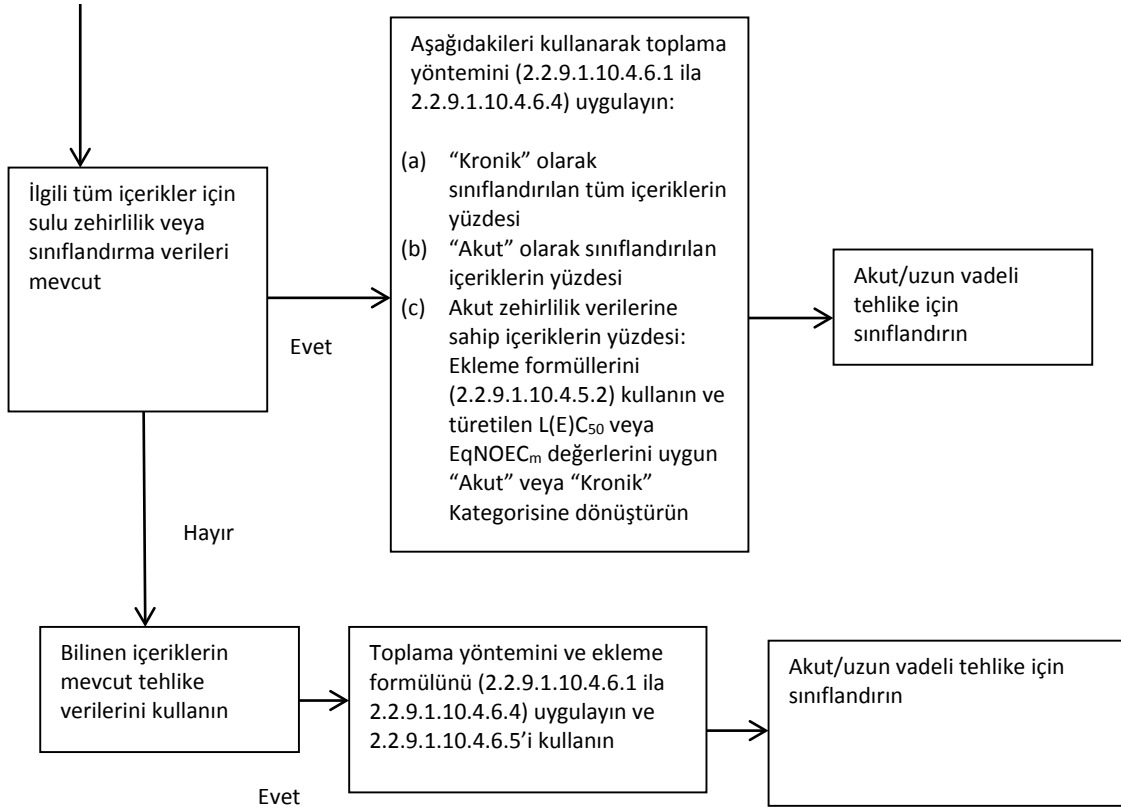 İlgili tüm içerikler için
sulu zehirlilik veya
sınıflandırma verileri
mevcut
Evet
Aşağıdakileri kullanarak toplama
yöntemini (2.2.9.1.10.4.6.1 ila
2.2.9.1.10.4.6.4) uygulayın:
(a) “Kronik” olarak
sınıflandırılan tüm içeriklerin
yüzdesi
(b) “Akut” olarak sınıflandırılan
içeriklerin yüzdesi
(c) Akut zehirlilik verilerine
sahip içeriklerin yüzdesi:
Ekleme formüllerini
(2.2.9.1.10.4.5.2) kullanın ve
türetilen L(E)C₅₀ veya
EqNOECₘ değerlerini uygun
“Akut” veya “Kronik”
Kategorisine dönüştürün
Akut/uzun vadeli
tehlike için
sınıflandırın
Hayır
Bilinen içeriklerin
mevcut tehlike
verilerini kullanın
Evet
Toplama yöntemini ve ekleme
formülünü (2.2.9.1.10.4.6.1 ila
2.2.9.1.10.4.6.4) uygulayın ve
2.2.9.1.10.4.6.5’i kullanın
Akut/uzun vadeli tehlike için
sınıflandırın